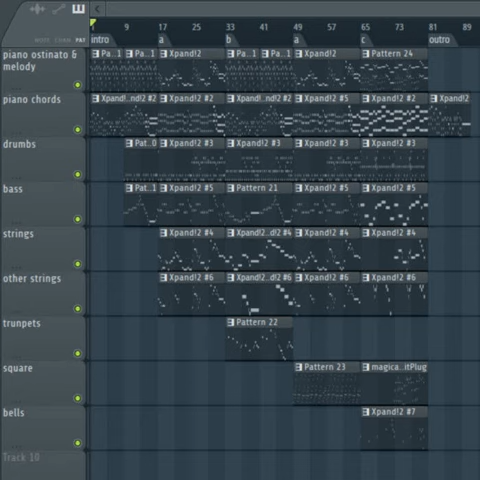 9 17 25 33 41 49 57 65 73 81 89
intro a b a c outro
piano ostinato & melody
Pa..1 Pa..1 Xpand!2 Pa..1 Pa..1 Xpand!2 Pattern 24
piano chords
Xpand!..nd!2 #2 Xpand!2 #2 Xpand!..nd!2 #2 Xpand!2 #5 Xpand!2 #2 Xpand!2
drumbs
Pat..0 Xpand!2 #3 Xpand!2 #3 Xpand!2 #3 Xpand!2 #3
bass
Pat..1 Xpand!2 #5 Pattern 21 Xpand!2 #5 Xpand!2 #5
strings
Xpand!2 #4 Xpand!2..d!2 #4 Xpand!2 #4 Xpand!2 #4
other strings
Xpand!2 #6 Xpand!2..d!2 #6 Xpand!2 #6 Xpand!2 #6
trunpets
Pattern 22
square
Pattern 23 magica..itPlug
bells
Xpand!2 #7
Track 10